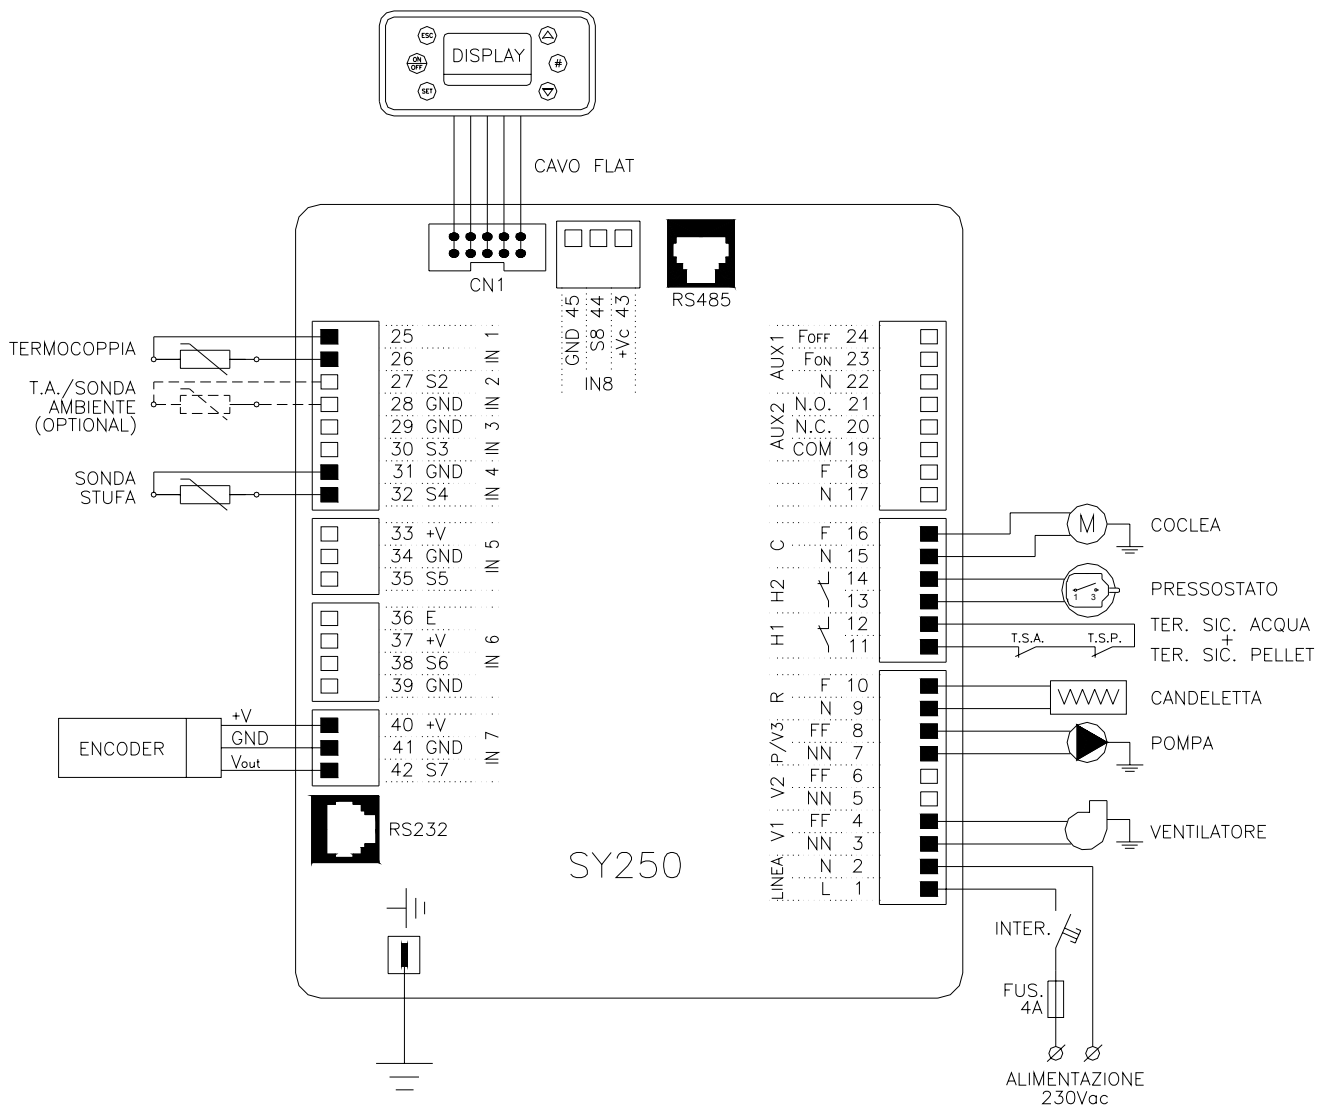 ESC
ON
OFF
SET
DISPLAY
#
CAVO FLAT
CN1
GND 45
S8 44
+Vc 43
IN8
RS485
TERMOCOPPIA
T.A./SONDA
AMBIENTE
(OPTIONAL)
SONDA
STUFA
25
26
IN 1
27 S2
28 GND
IN 2
29 GND
30 S3
IN 3
31 GND
32 S4
IN 4
33 +V
34 GND
35 S5
IN 5
36 E
37 +V
38 S6
39 GND
IN 6
ENCODER
+V
GND
Vout
40 +V
41 GND
42 S7
IN 7
RS232
SY250
AUX1
FOFF 24
FON 23
N 22
AUX2
N.O. 21
N.C. 20
COM 19
F 18
N 17
C
F 16
N 15
H2
14
13
H1
12
11
R
F 10
N 9
P/V3
FF 8
NN 7
V2
FF 6
NN 5
V1
FF 4
NN 3
LINEA
N 2
L 1
M
COCLEA
1 3
PRESSOSTATO
T.S.A. T.S.P.
TER. SIC. ACQUA
+
TER. SIC. PELLET
CANDELETTA
POMPA
VENTILATORE
INTER.
FUS.
4A
ALIMENTAZIONE
230Vac